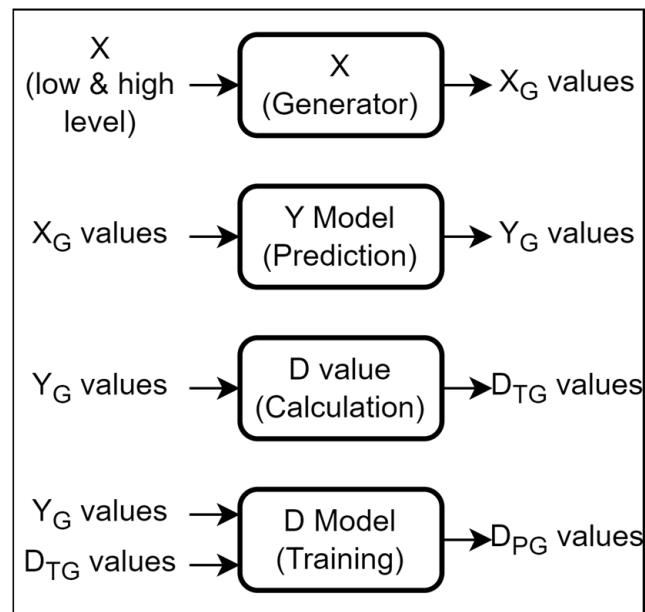 X
(low & high
level)
X
(Generator)
X_G values
X_G values
Y Model
(Prediction)
Y_G values
Y_G values
D value
(Calculation)
D_TG values
Y_G values
D_TG values
D Model
(Training)
D_PG values